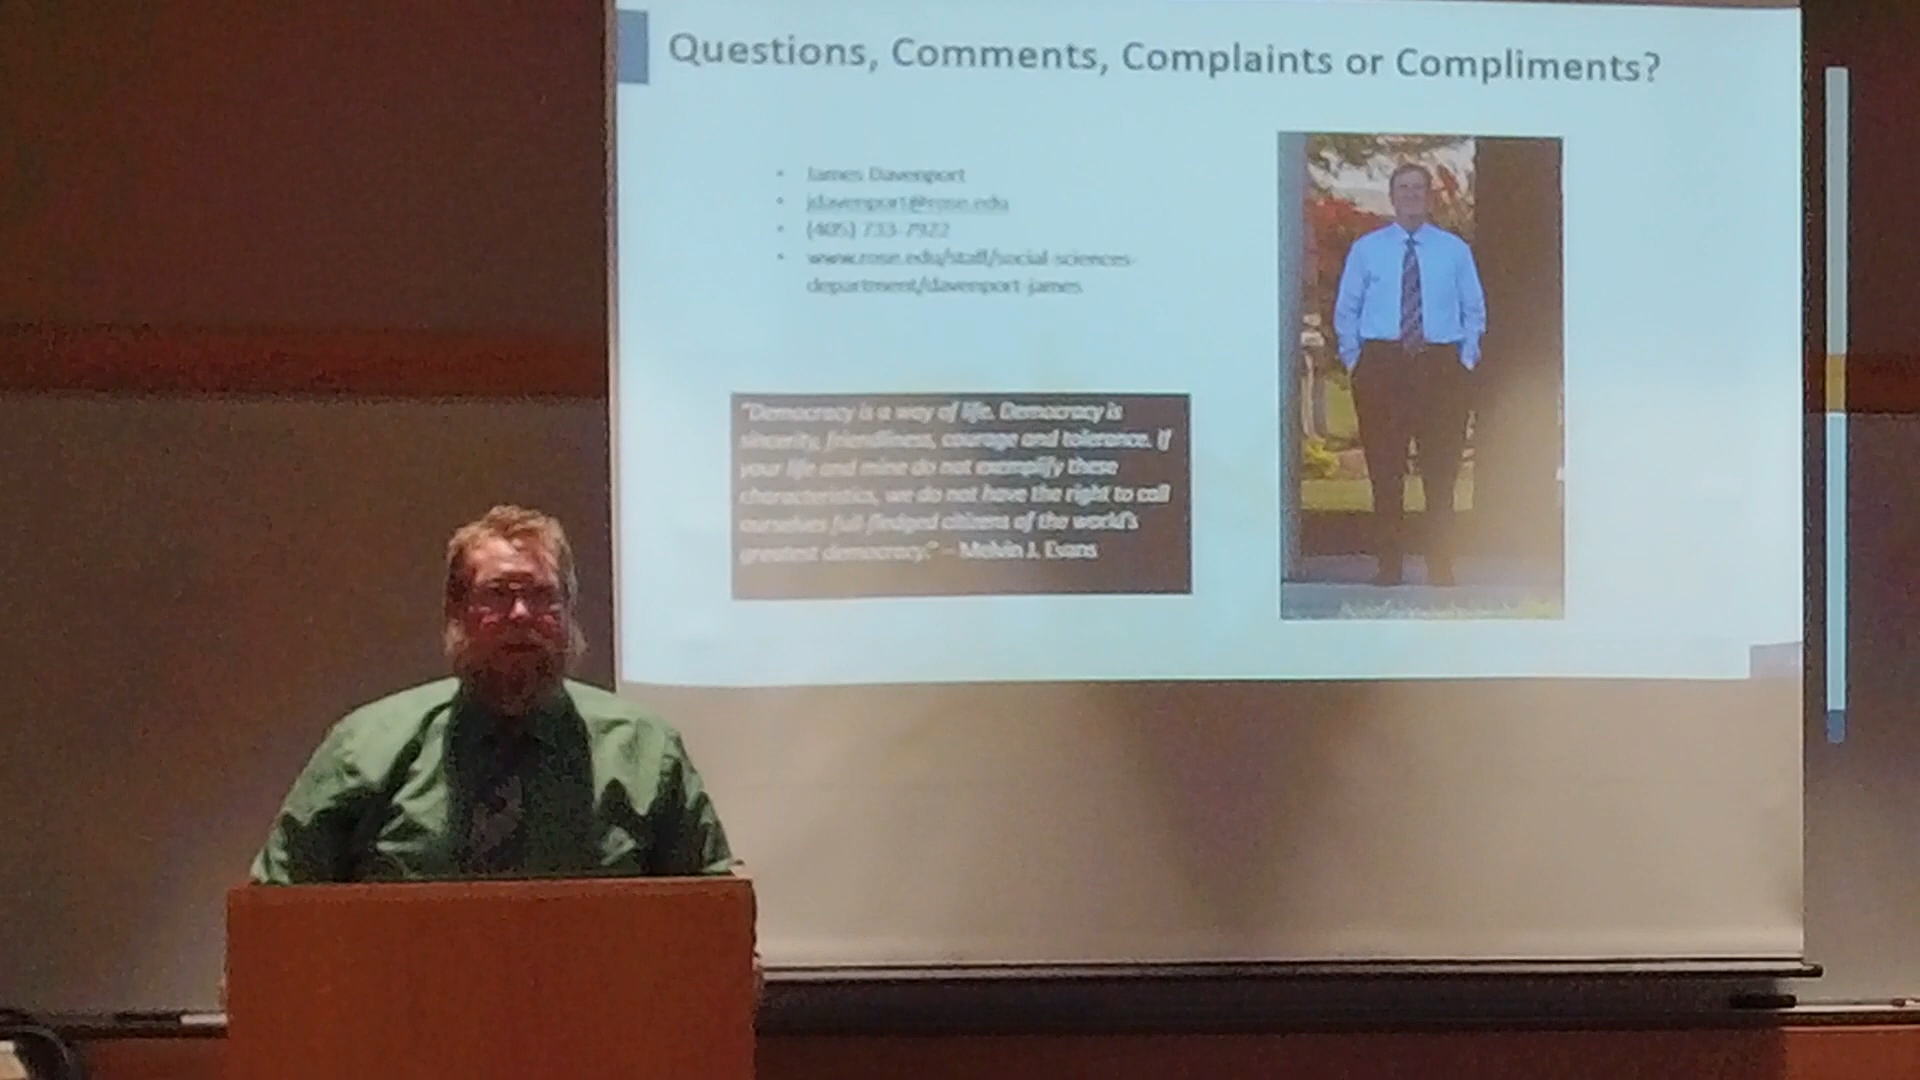 Questions, Comments, Complaints or Compliments?
• James Davenport
• jdavenport@rose.edu
• (405) 733-7922
• www.rose.edu/staff/social-sciences-
department/davenport-james
"Democracy is a way of life. Democracy is
sincerity, friendliness, courage and tolerance. If
your life and mine do not exemplify these
characteristics, we do not have the right to call
ourselves full fledged citizens of the world's
greatest democracy." – Melvin J. Evans